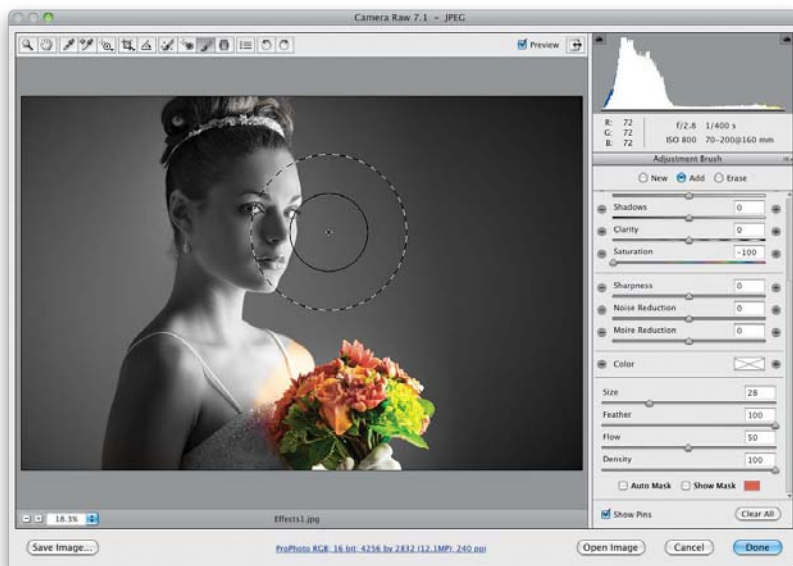 Camera Raw 7.1 – JPEG
Preview
R: 72
G: 72
B: 72
f/2.8 1/400 s
ISO 800 70–200@160 mm
Adjustment Brush
New Add Erase
Shadows 0
Clarity 0
Saturation -100
Sharpness 0
Noise Reduction 0
Moire Reduction 0
Color
Size 28
Feather 100
Flow 50
Density 100
Auto Mask Show Mask
Show Pins Clear All
18.3% Effects1.jpg
Save Image... ProPhoto RGB; 16 bit; 4256 by 2832 (12.1MP); 240 ppi Open Image Cancel Done